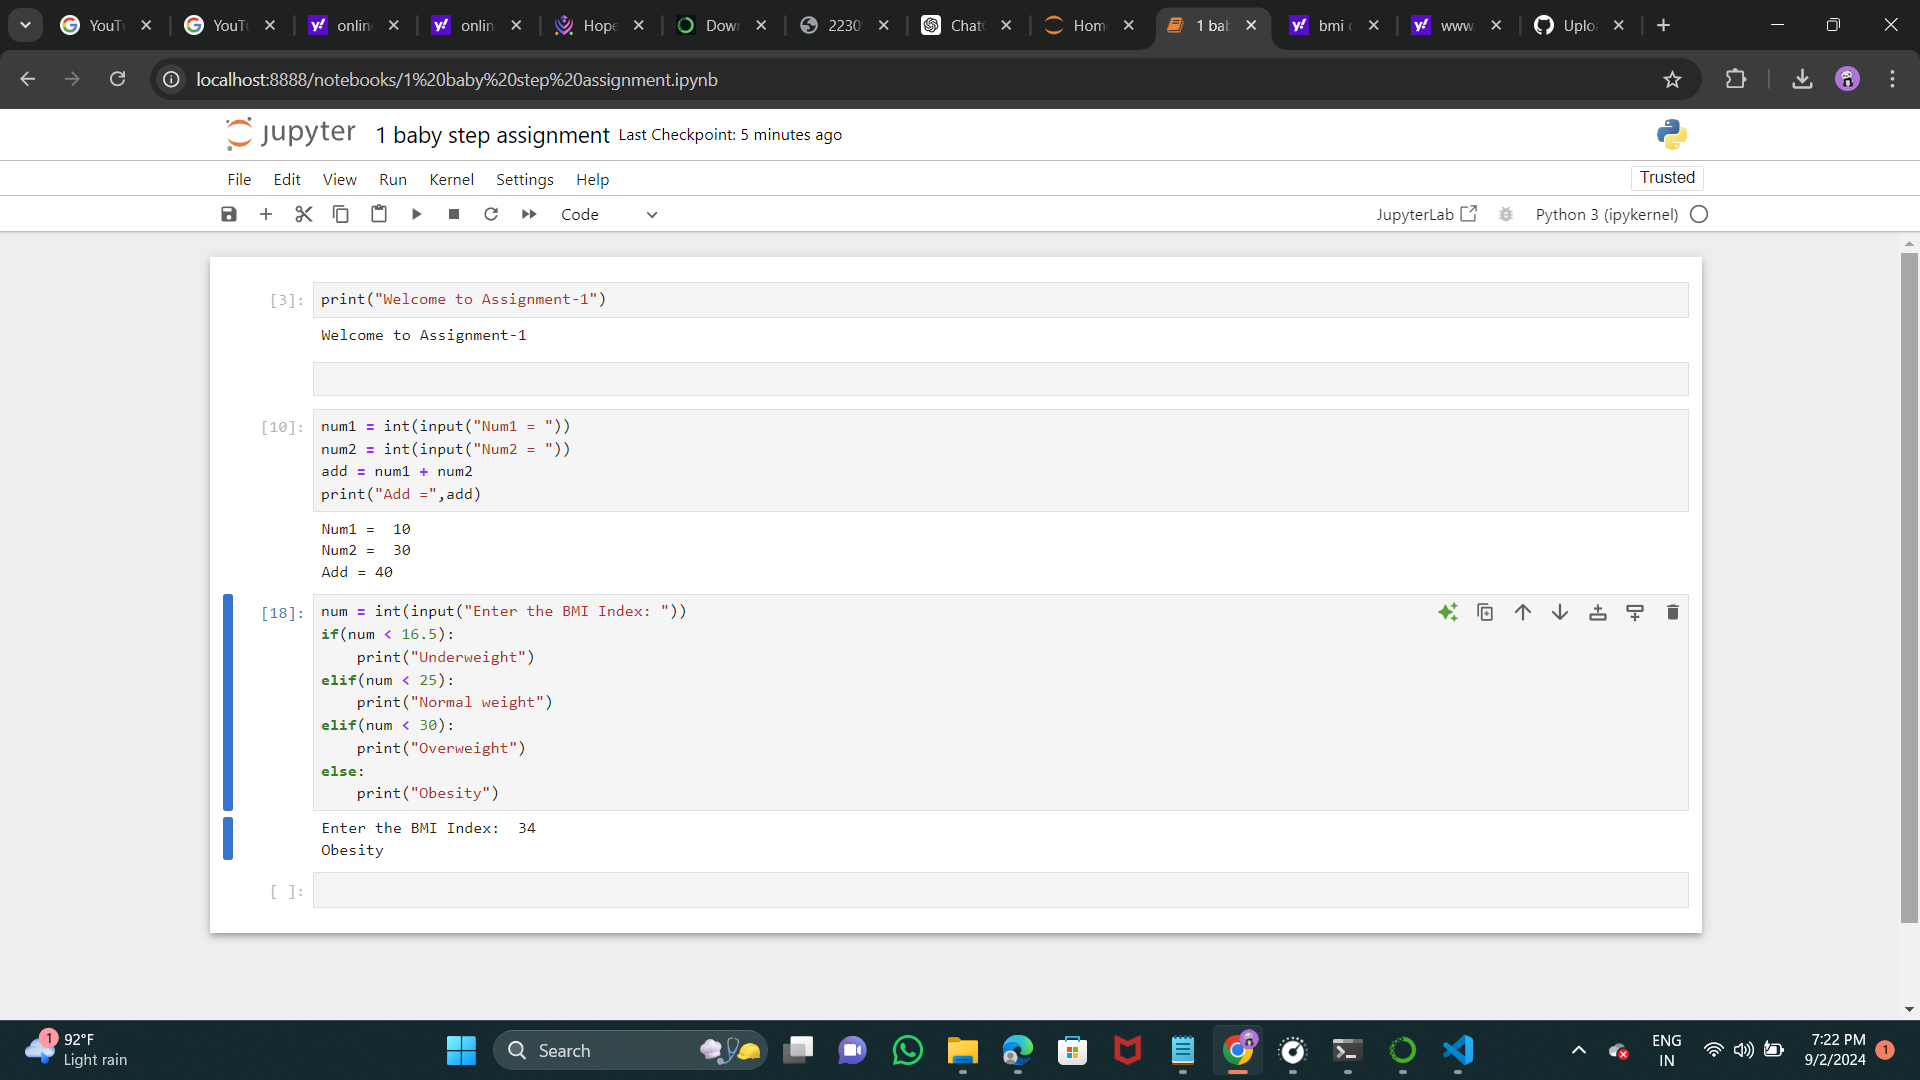 YouTu
YouTu
onlin
onlin
Hope
Down
2230
Chat
Hom
1 bab
bmi
www.
Uplo
localhost:8888/notebooks/1%20baby%20step%20assignment.ipynb
jupyter 1 baby step assignment Last Checkpoint: 5 minutes ago
File Edit View Run Kernel Settings Help Trusted
Code JupyterLab Python 3 (ipykernel)
[3]: print("Welcome to Assignment-1")
Welcome to Assignment-1
[10]: num1 = int(input("Num1 = "))
num2 = int(input("Num2 = "))
add = num1 + num2
print("Add =",add)
Num1 =  10
Num2 =  30
Add = 40
[18]: num = int(input("Enter the BMI Index: "))
if(num < 16.5):
    print("Underweight")
elif(num < 25):
    print("Normal weight")
elif(num < 30):
    print("Overweight")
else:
    print("Obesity")
Enter the BMI Index:  34
Obesity
[ ]:
1
92°F
Light rain
Search
ENG
IN
7:22 PM
9/2/2024
1